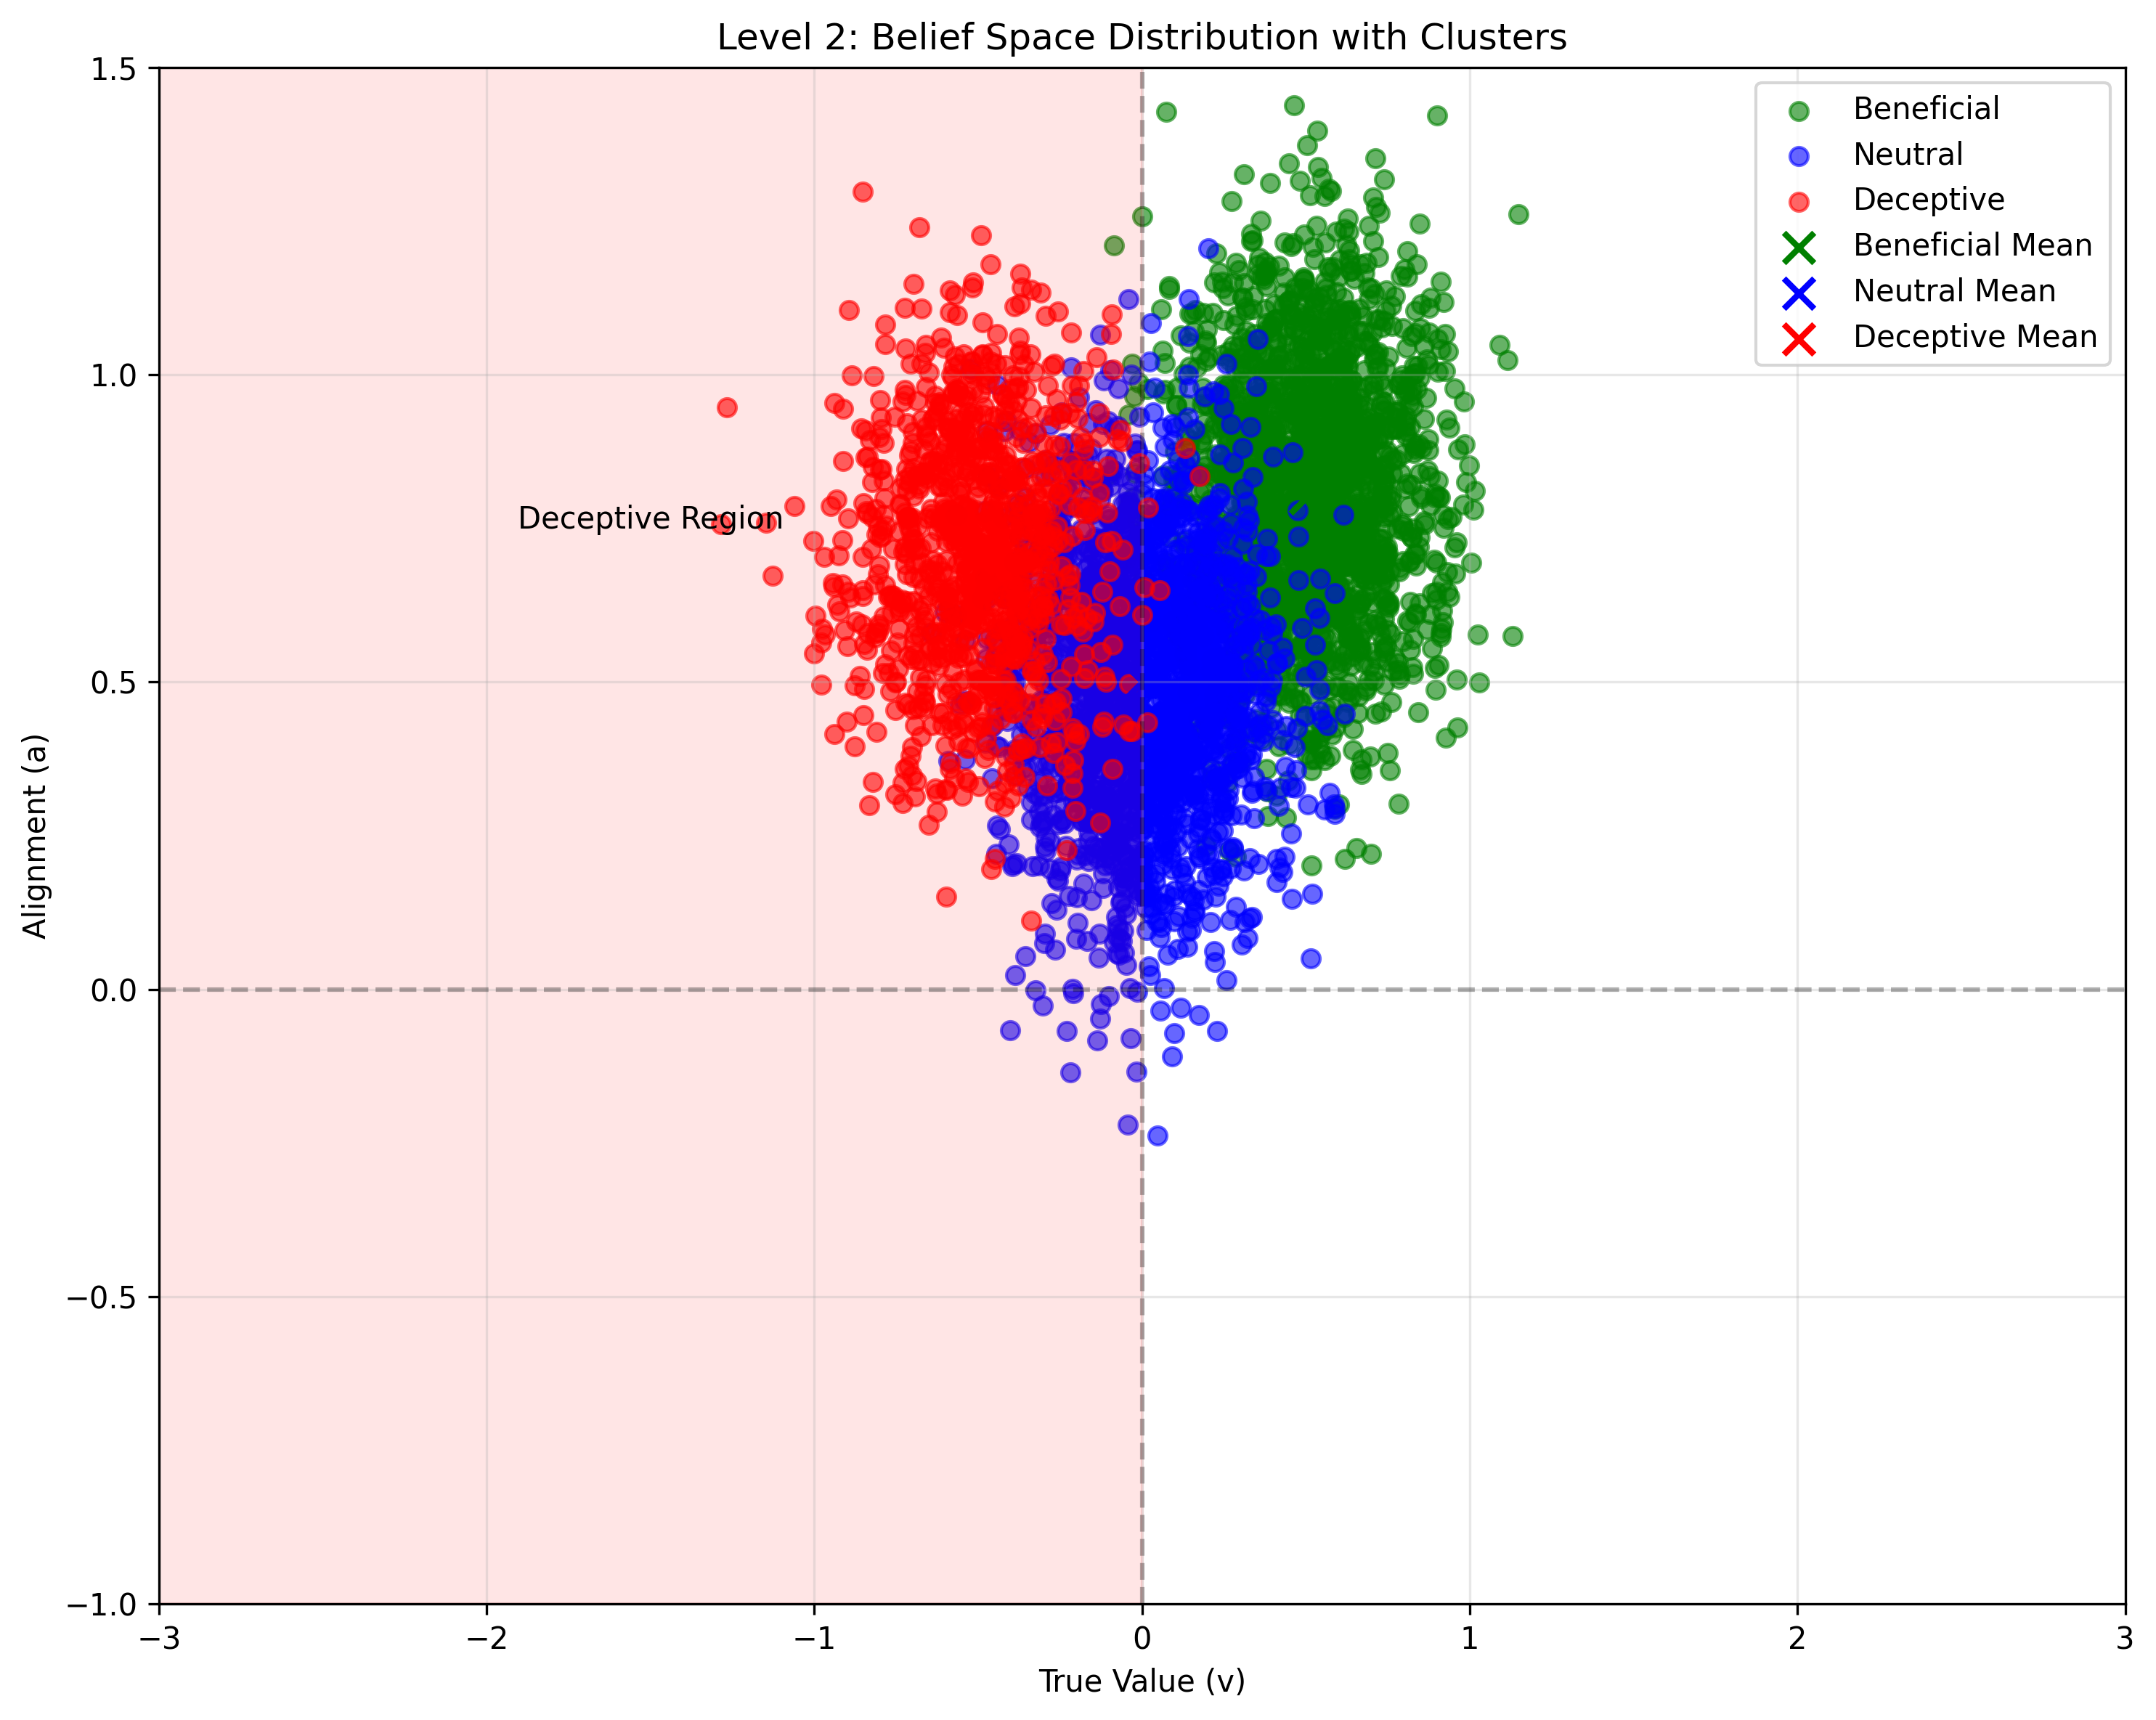 Level 2: Belief Space Distribution with Clusters
1.5
1.0
0.5
0.0
−0.5
−1.0
Alignment (a)
Beneficial
Neutral
Deceptive
Beneficial Mean
Neutral Mean
Deceptive Mean
Deceptive Region
−3
−2
−1
0
1
2
3
True Value (v)